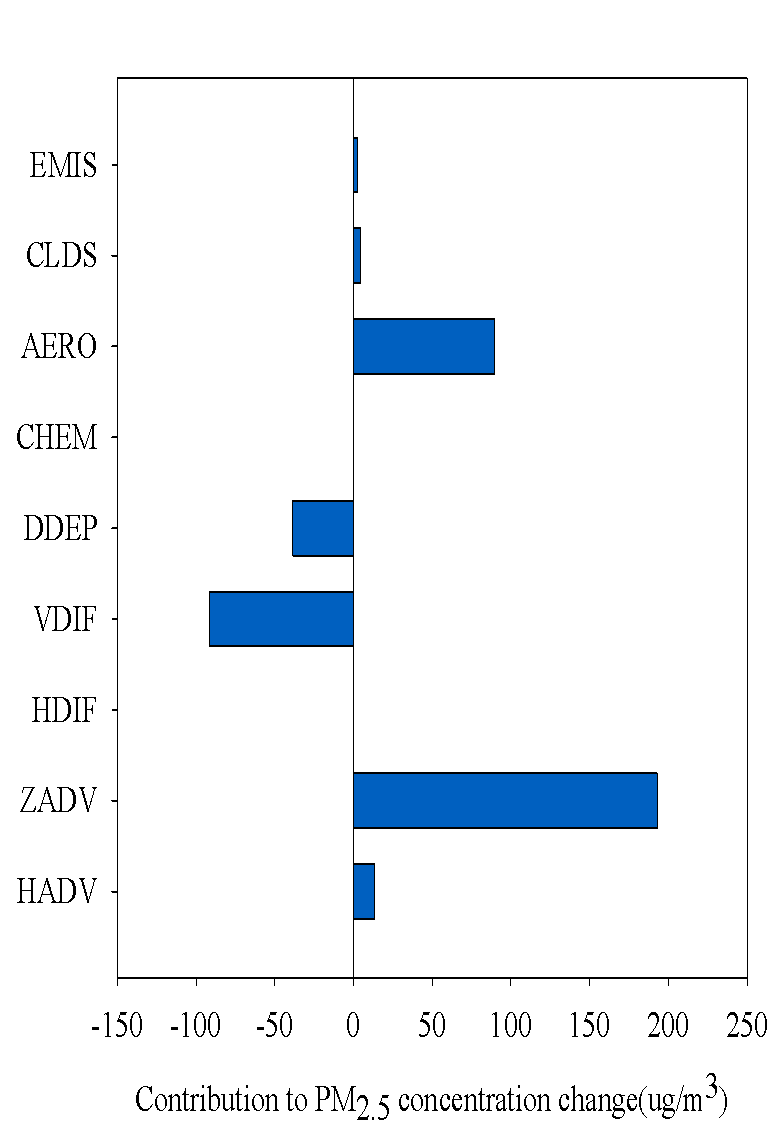 EMIS
CLDS
AERO
CHEM
DDEP
VDIF
HDIF
ZADV
HADV
-150 -100 -50 0 50 100 150 200 250
Contribution to PM2.5 concentration change(ug/m3)